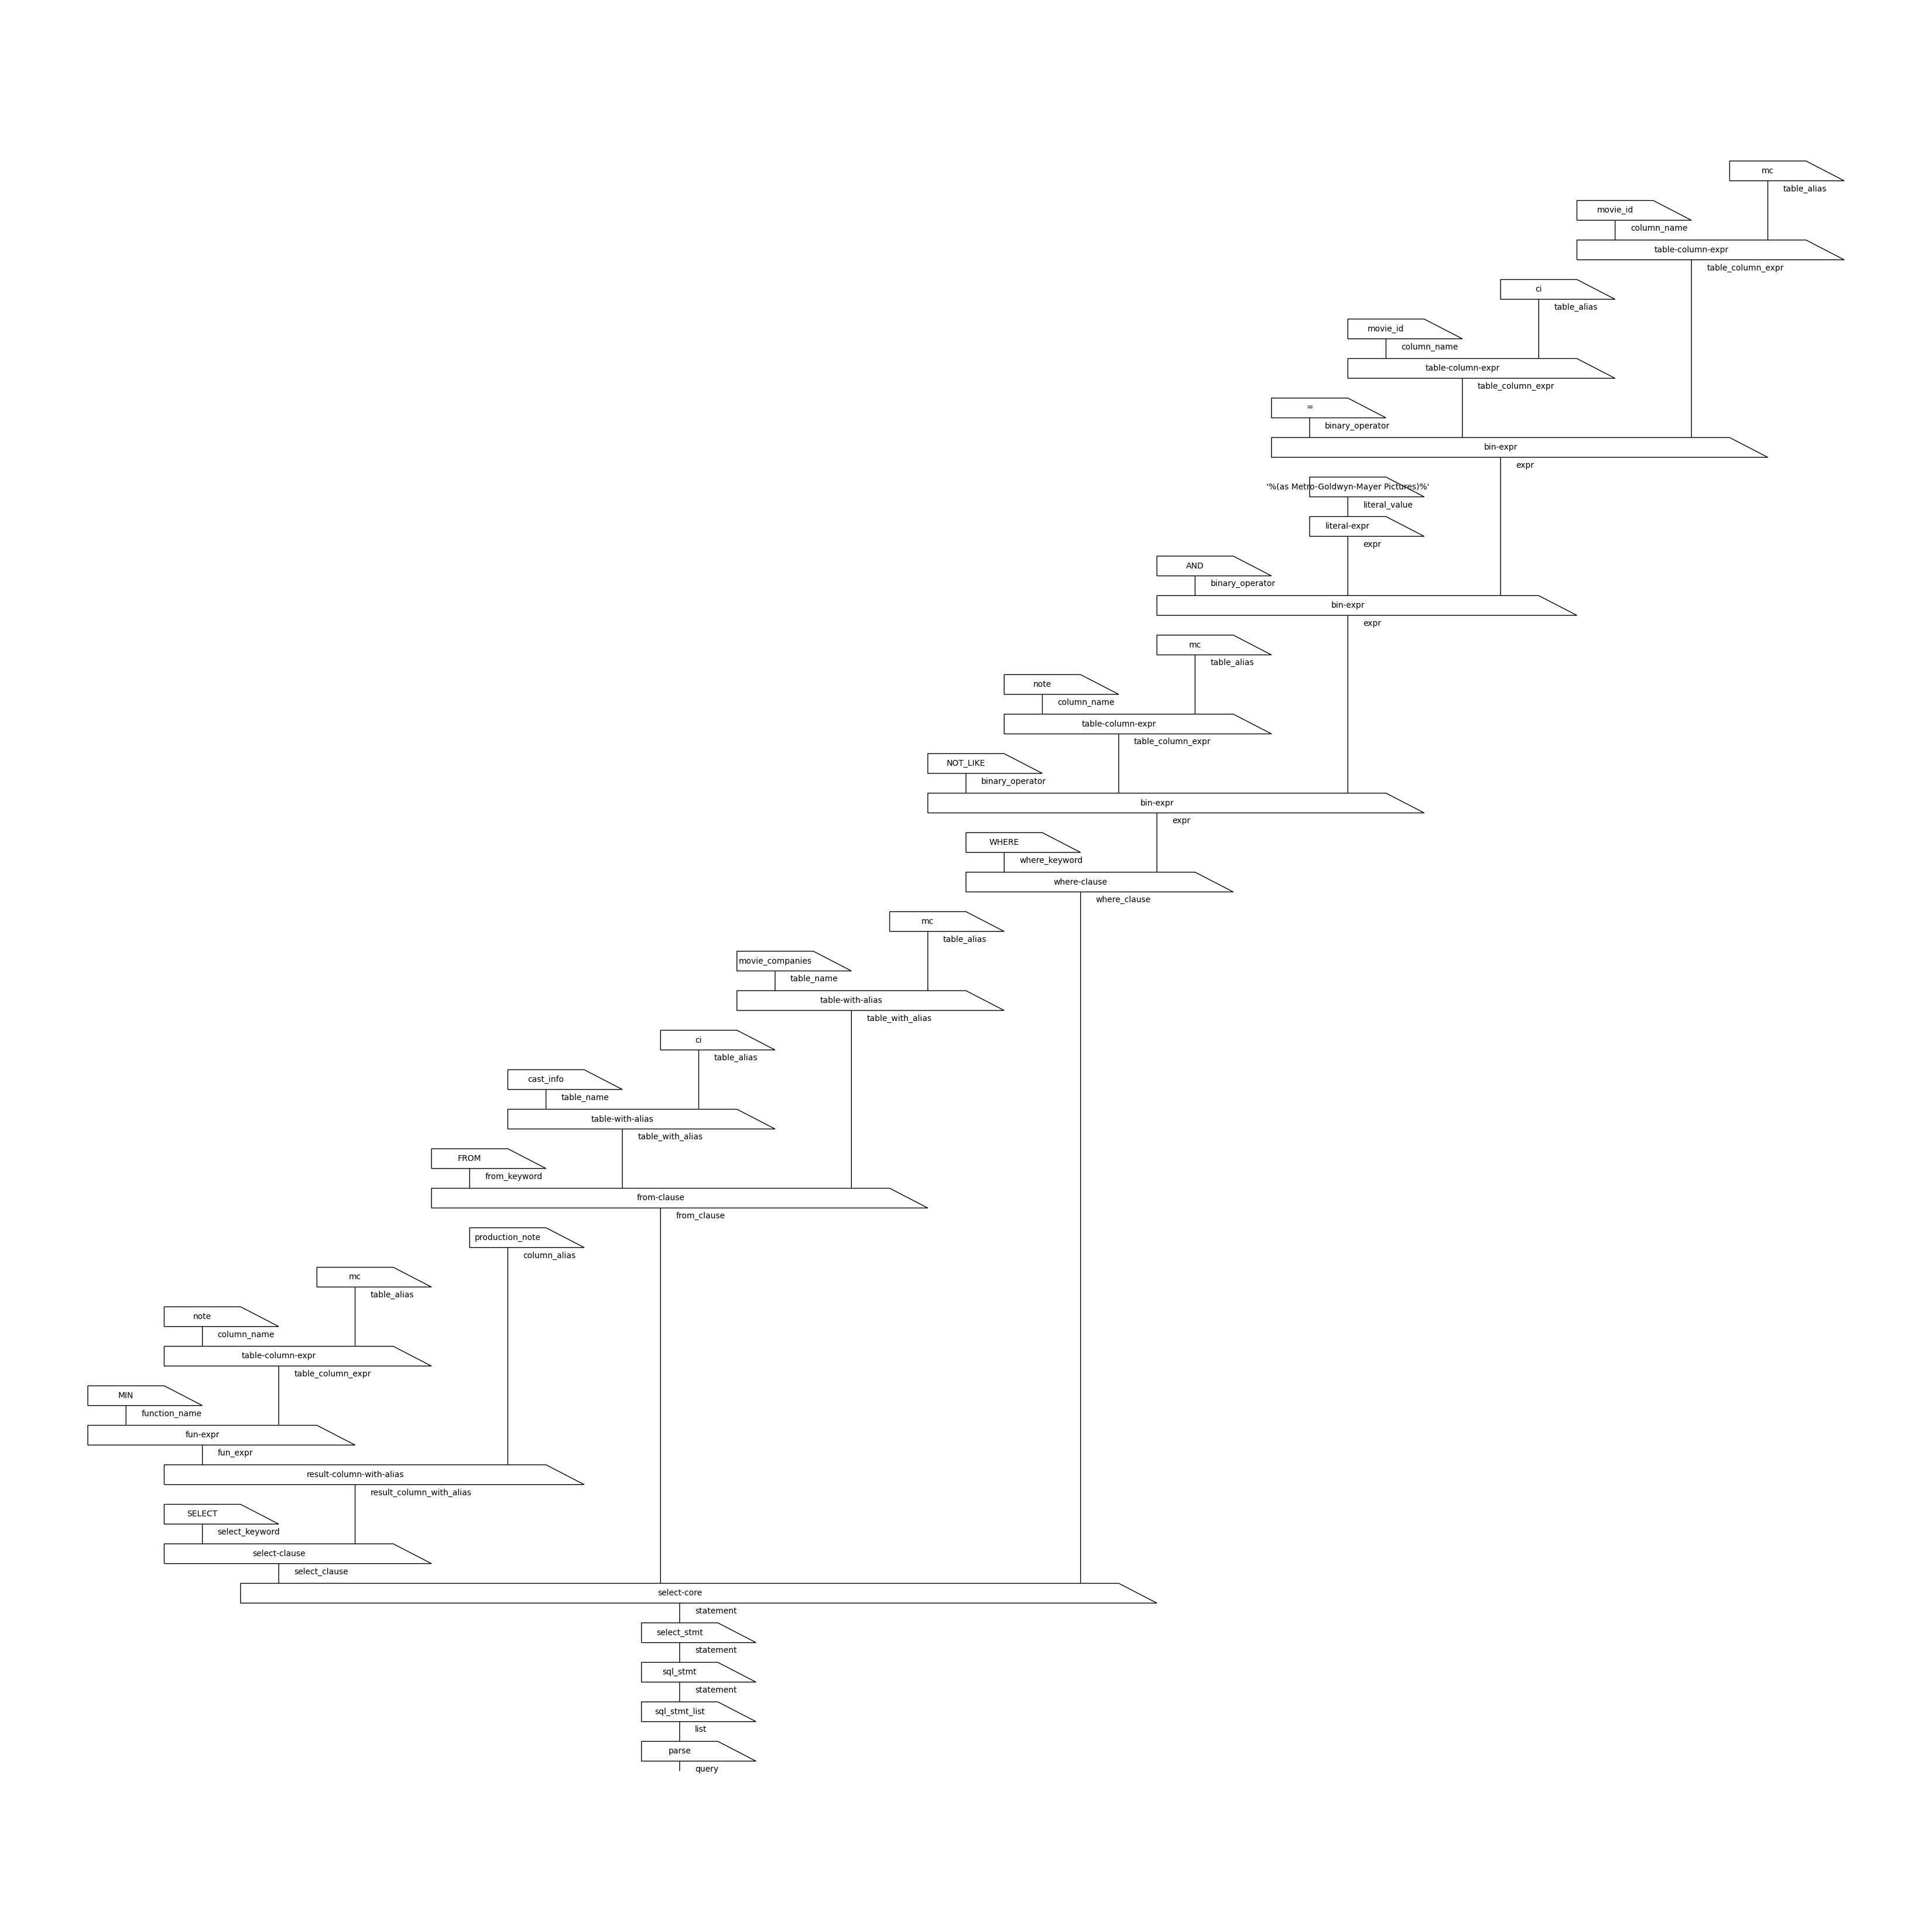 mc
table_alias
movie_id
column_name
table-column-expr
table_column_expr
ci
table_alias
movie_id
column_name
table-column-expr
table_column_expr
=
binary_operator
bin-expr
expr
'%(as Metro-Goldwyn-Mayer Pictures)%'
literal_value
literal-expr
expr
AND
binary_operator
bin-expr
expr
mc
table_alias
note
column_name
table-column-expr
table_column_expr
NOT_LIKE
binary_operator
bin-expr
expr
WHERE
where_keyword
where-clause
where_clause
mc
table_alias
movie_companies
table_name
table-with-alias
table_with_alias
ci
table_alias
cast_info
table_name
table-with-alias
table_with_alias
FROM
from_keyword
from-clause
from_clause
production_note
column_alias
mc
table_alias
note
column_name
table-column-expr
table_column_expr
MIN
function_name
fun-expr
fun_expr
result-column-with-alias
result_column_with_alias
SELECT
select_keyword
select-clause
select_clause
select-core
statement
select_stmt
statement
sql_stmt
statement
sql_stmt_list
list
parse
query